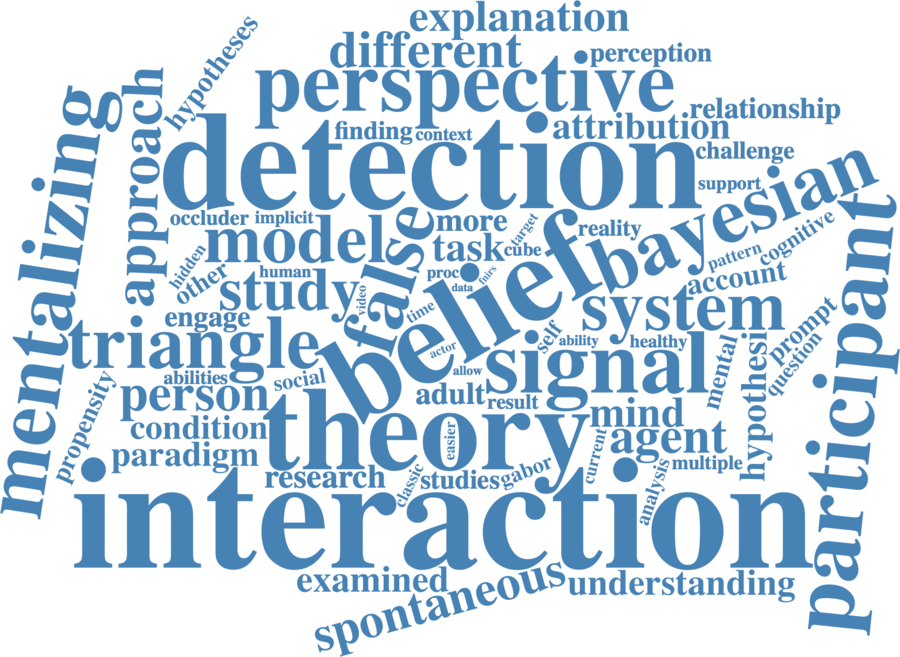 explanation
different
perception
hypotheses
perspective
relationship
mentalizing
approach
detection
finding
context
attribution
challenge
support
bayesian
occluder
implicit
more
target
reality
model
false
task
cube
belief
pattern
cognitive
participant
hidden
other
human
proc
data
fnirs
account
study
video
time
system
engage
triangle
actor
self
ability
healthy
mental
hypothesi
prompt
question
abilities
social
allow
signal
propensity
person
adult
result
mind
condition
theory
easier
agent
paradigm
current
research
classic
studies
gabor
analysis
multiple
interaction
examined
spontaneous
understanding